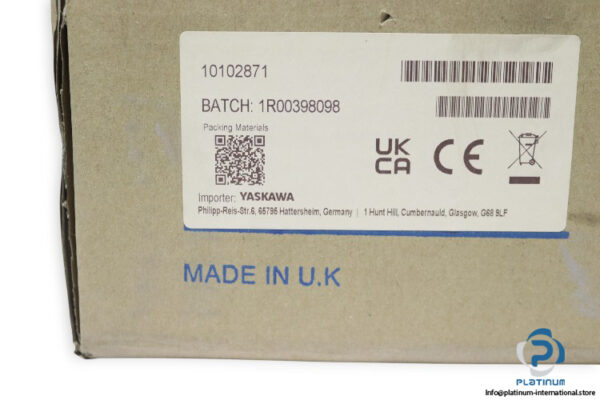 10102871
BATCH: 1R00398098
Packing Materials
UK
CA
CE
Importer: YASKAWA
Philipp-Reis-Str.6, 65795 Hattersheim, Germany | 1 Hunt Hill, Cumbernauld, Glasgow, G68 9LF
MADE IN U.K
PLATINUM
Info@platinum-international.store